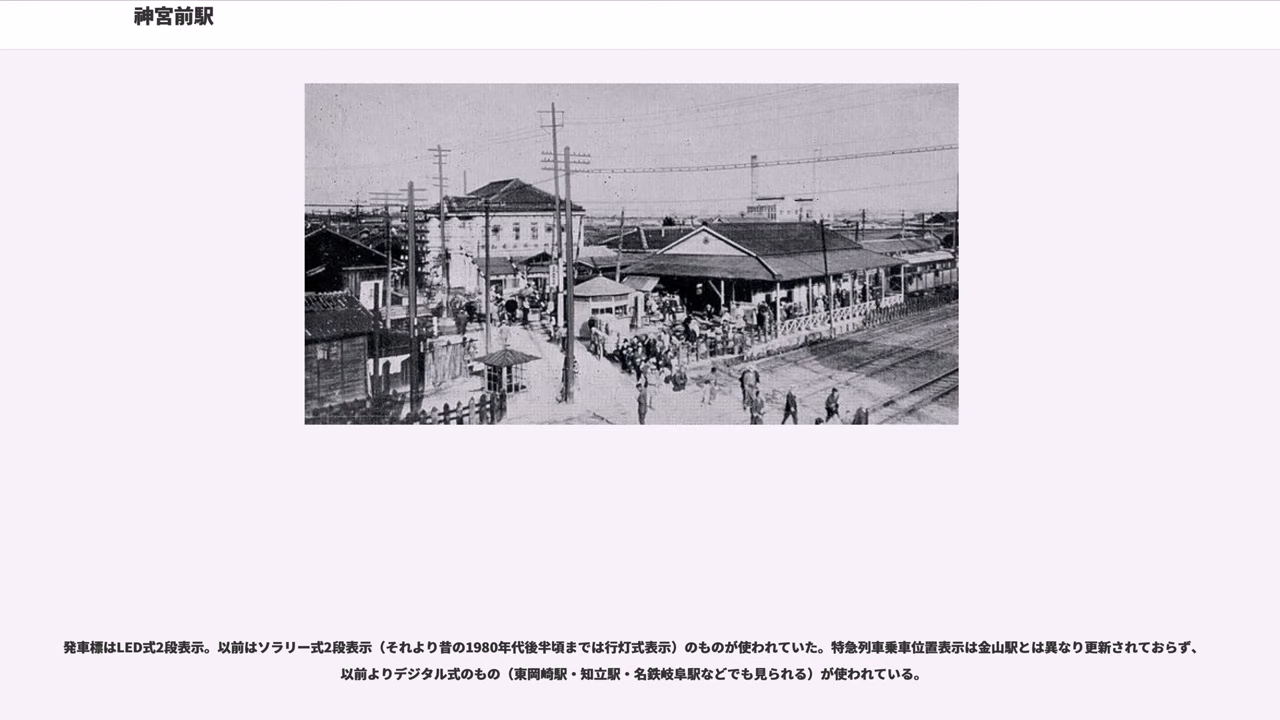 神宮前駅
発車標はLED式2段表示。以前はソラリー式2段表示（それより昔の1980年代後半頃までは行灯式表示）のものが使われていた。特急列車乗車位置表示は金山駅とは異なり更新されておらず、
以前よりデジタル式のもの（東岡崎駅・知立駅・名鉄岐阜駅などでも見られる）が使われている。